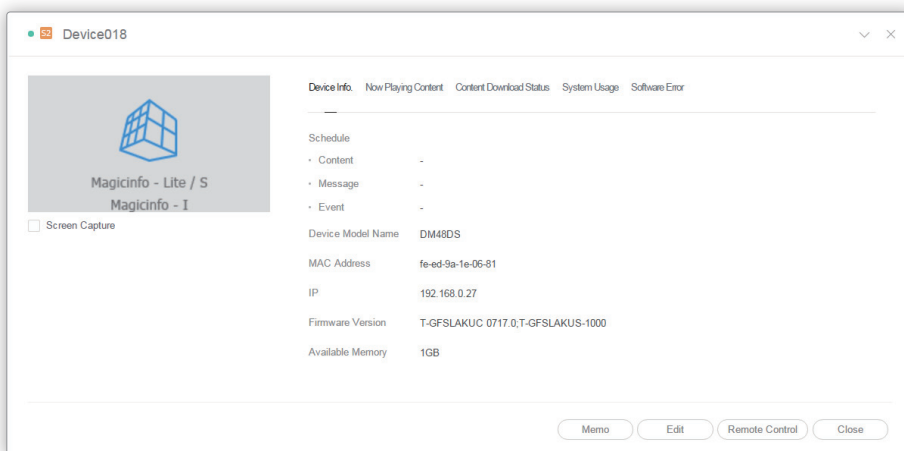 S2 Device018
Magicinfo - Lite / S
Magicinfo - I
Screen Capture
Device Info. Now Playing Content Content Download Status System Usage Software Error
Schedule
• Content -
• Message -
• Event -
Device Model Name DM48DS
MAC Address fe-ed-9a-1e-06-81
IP 192.168.0.27
Firmware Version T-GFSLAKUC 0717.0;T-GFSLAKUS-1000
Available Memory 1GB
Memo Edit Remote Control Close